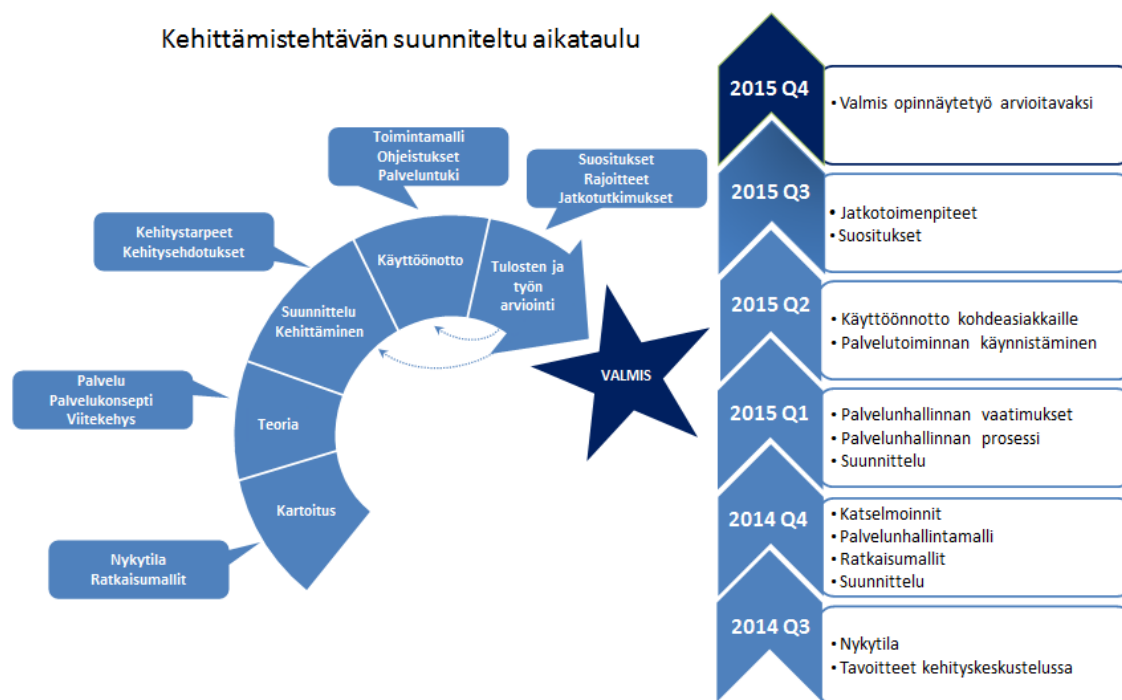 Kehittämistehtävän suunniteltu aikataulu
Toimintamalli
Ohjeistukset
Palveluntuki
Suositukset
Rajoitteet
Jatkotutkimukset
Kehitystarpeet
Kehitysehdotukset
Käyttöönotto
Tulosten ja
työn
arviointi
Suunnittelu
Kehittäminen
VALMIS
Palvelu
Palvelukonsepti
Viitekehys
Teoria
Kartoitus
Nykytila
Ratkaisumallit
2015 Q4
• Valmis opinnäytetyö arvioitavaksi
2015 Q3
• Jatkotoimenpiteet
• Suositukset
2015 Q2
• Käyttöönnotto kohdeasiakkaille
• Palvelutoiminnan käynnistäminen
2015 Q1
• Palvelunhallinnan vaatimukset
• Palvelunhallinnan prosessi
• Suunnittelu
2014 Q4
• Katselmoinnit
• Palvelunhallintamalli
• Ratkaisumallit
• Suunnittelu
2014 Q3
• Nykytila
• Tavoitteet kehityskeskustelussa